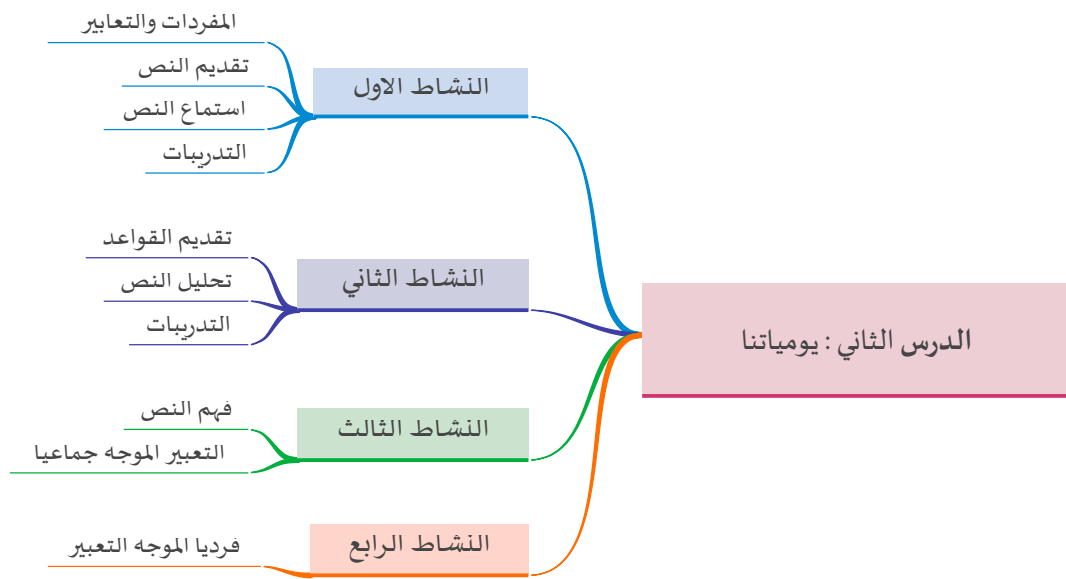 الدرس الثاني : يومياتنا
النشاط الاول
المفردات والتعابير
تقديم النص
استماع النص
التدريبات
النشاط الثاني
تقديم القواعد
تحليل النص
التدريبات
النشاط الثالث
فهم النص
التعبير الموجه جماعيا
النشاط الرابع
فرديا الموجه التعبير